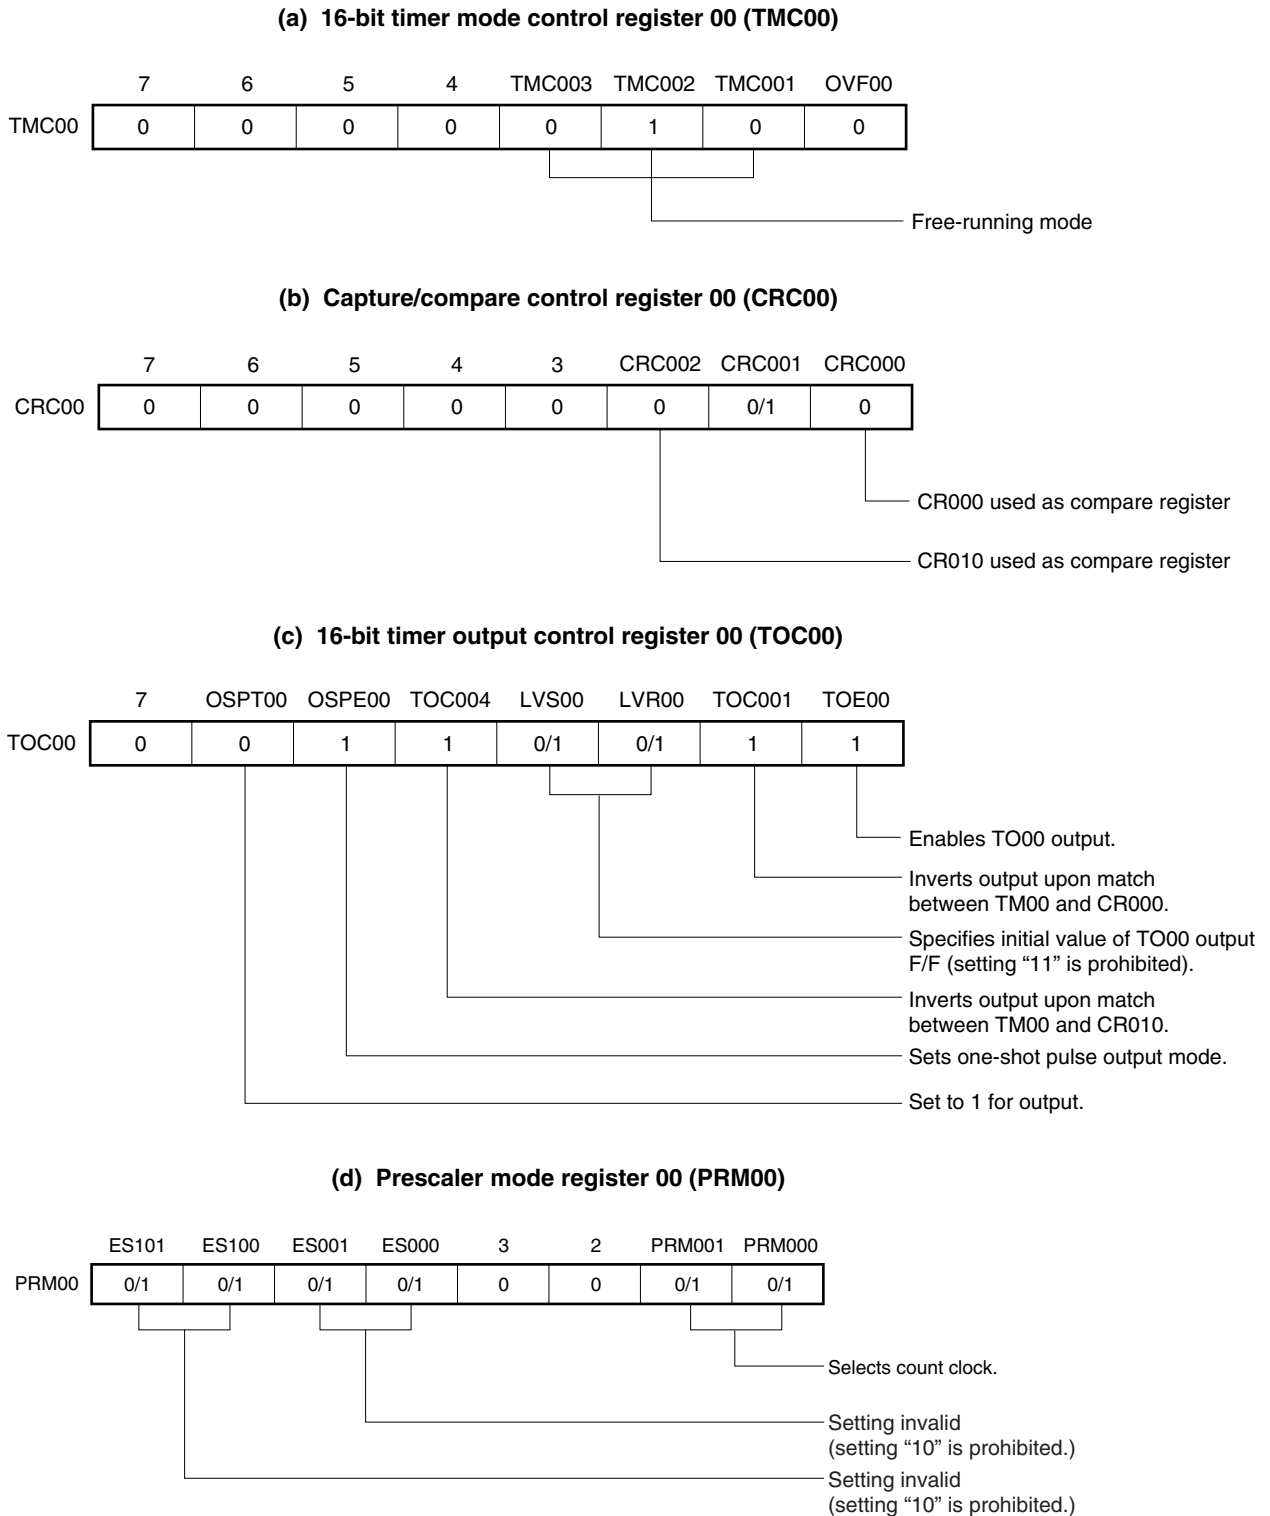 (a) 16-bit timer mode control register 00 (TMC00)
7 6 5 4 TMC003 TMC002 TMC001 OVF00
TMC00 0 0 0 0 0 1 0 0
Free-running mode
(b) Capture/compare control register 00 (CRC00)
7 6 5 4 3 CRC002 CRC001 CRC000
CRC00 0 0 0 0 0 0 0/1 0
CR000 used as compare register
CR010 used as compare register
(c) 16-bit timer output control register 00 (TOC00)
7 OSPT00 OSPE00 TOC004 LVS00 LVR00 TOC001 TOE00
TOC00 0 0 1 1 0/1 0/1 1 1
Enables TO00 output.
Inverts output upon match
between TM00 and CR000.
Specifies initial value of TO00 output
F/F (setting “11” is prohibited).
Inverts output upon match
between TM00 and CR010.
Sets one-shot pulse output mode.
Set to 1 for output.
(d) Prescaler mode register 00 (PRM00)
ES101 ES100 ES001 ES000 3 2 PRM001 PRM000
PRM00 0/1 0/1 0/1 0/1 0 0 0/1 0/1
Selects count clock.
Setting invalid
(setting “10” is prohibited.)
Setting invalid
(setting “10” is prohibited.)